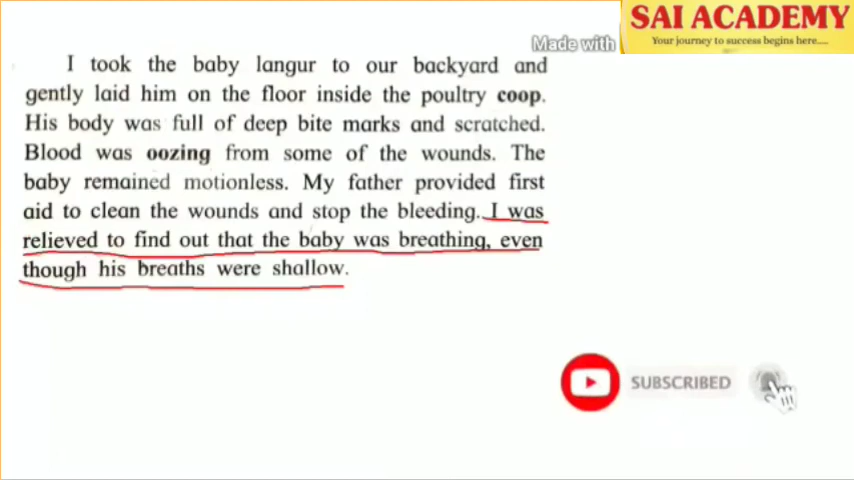 SAI ACADEMY
Made with
Your journey to success begins here....
I took the baby langur to our backyard and
gently laid him on the floor inside the poultry coop.
His body was full of deep bite marks and scratched.
Blood was oozing from some of the wounds. The
baby remained motionless. My father provided first
aid to clean the wounds and stop the bleeding. I was
relieved to find out that the baby was breathing, even
though his breaths were shallow.
SUBSCRIBED